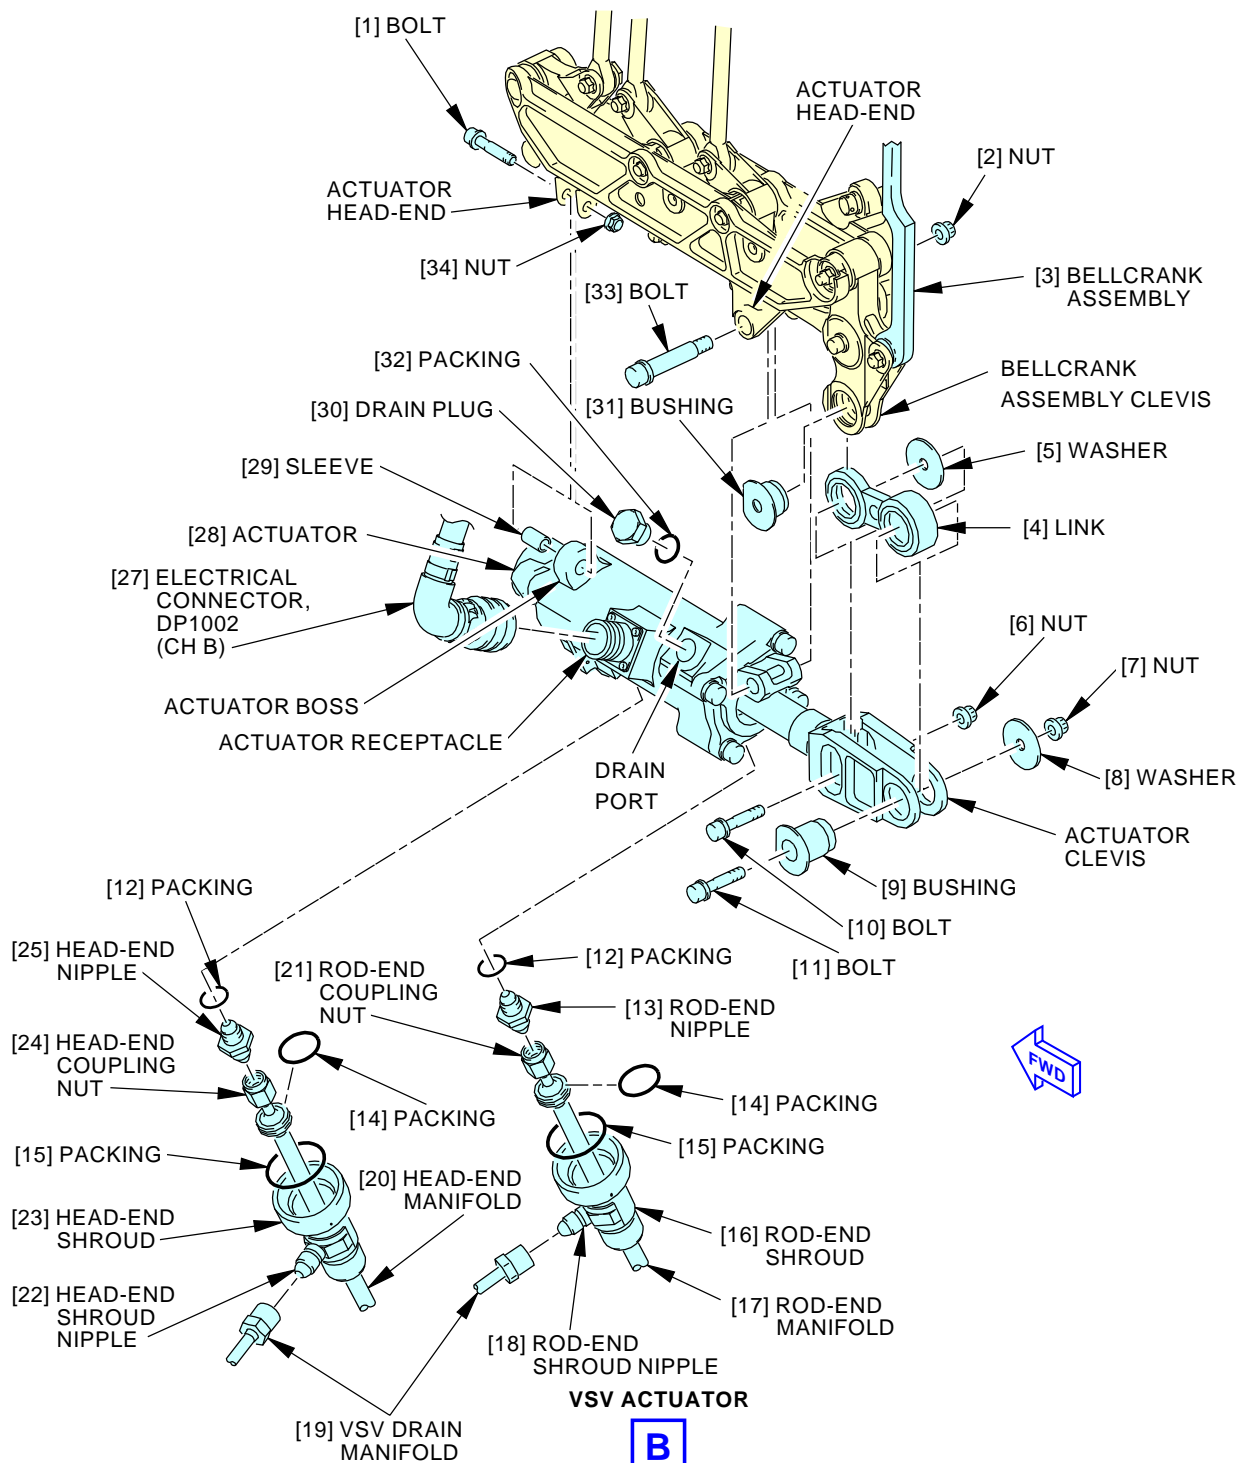 [1] BOLT
ACTUATOR
HEAD-END
[2] NUT
ACTUATOR
HEAD-END
[34] NUT
[33] BOLT
[3] BELLCRANK
ASSEMBLY
[32] PACKING
BELLCRANK
ASSEMBLY CLEVIS
[30] DRAIN PLUG
[31] BUSHING
[29] SLEEVE
[5] WASHER
[28] ACTUATOR
[4] LINK
[27] ELECTRICAL
CONNECTOR,
DP1002
(CH B)
[6] NUT
[7] NUT
ACTUATOR BOSS
ACTUATOR RECEPTACLE
DRAIN
PORT
[8] WASHER
ACTUATOR
CLEVIS
[9] BUSHING
[10] BOLT
[11] BOLT
[12] PACKING
[25] HEAD-END
NIPPLE
[21] ROD-END
COUPLING
NUT
[12] PACKING
[13] ROD-END
NIPPLE
[24] HEAD-END
COUPLING
NUT
FWD
[14] PACKING
[14] PACKING
[15] PACKING
[15] PACKING
[20] HEAD-END
MANIFOLD
[23] HEAD-END
SHROUD
[16] ROD-END
SHROUD
[22] HEAD-END
SHROUD
NIPPLE
[17] ROD-END
MANIFOLD
[18] ROD-END
SHROUD NIPPLE
VSV ACTUATOR
[19] VSV DRAIN
MANIFOLD
B